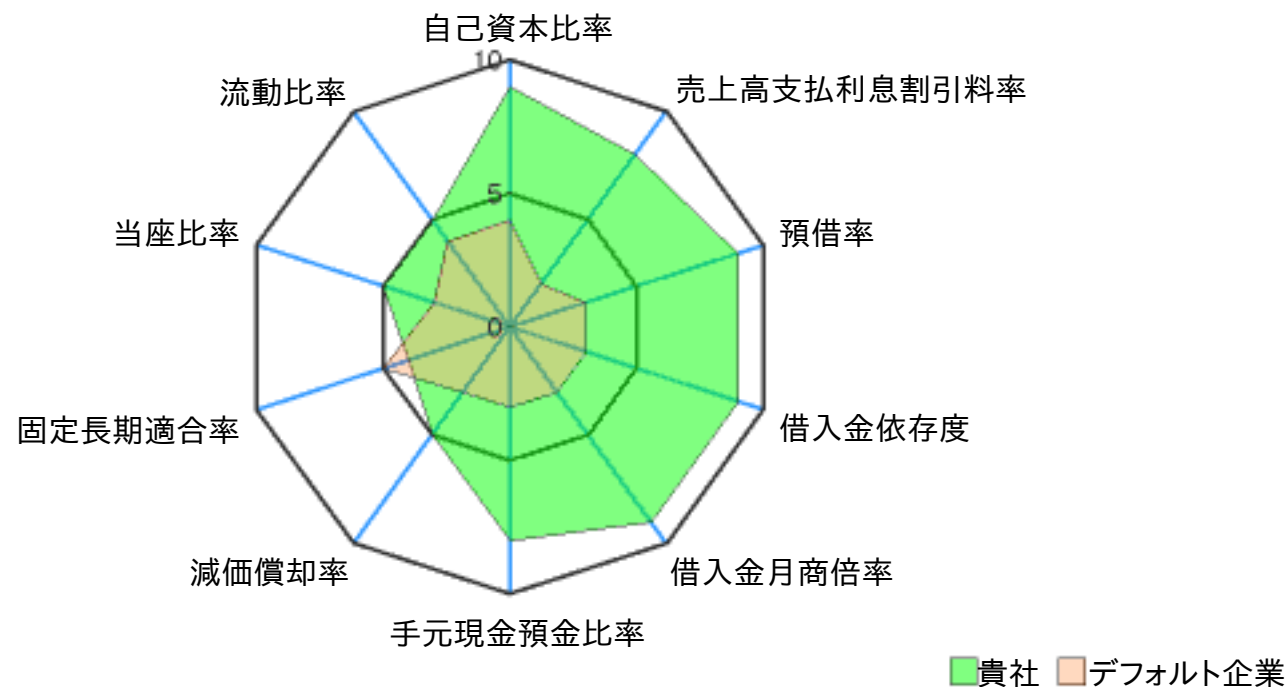 自己資本比率
10
流動比率
売上高支払利息割引料率
5
当座比率
預借率
0
固定長期適合率
借入金依存度
減価償却率
借入金月商倍率
手元現金預金比率
貴社 デフォルト企業